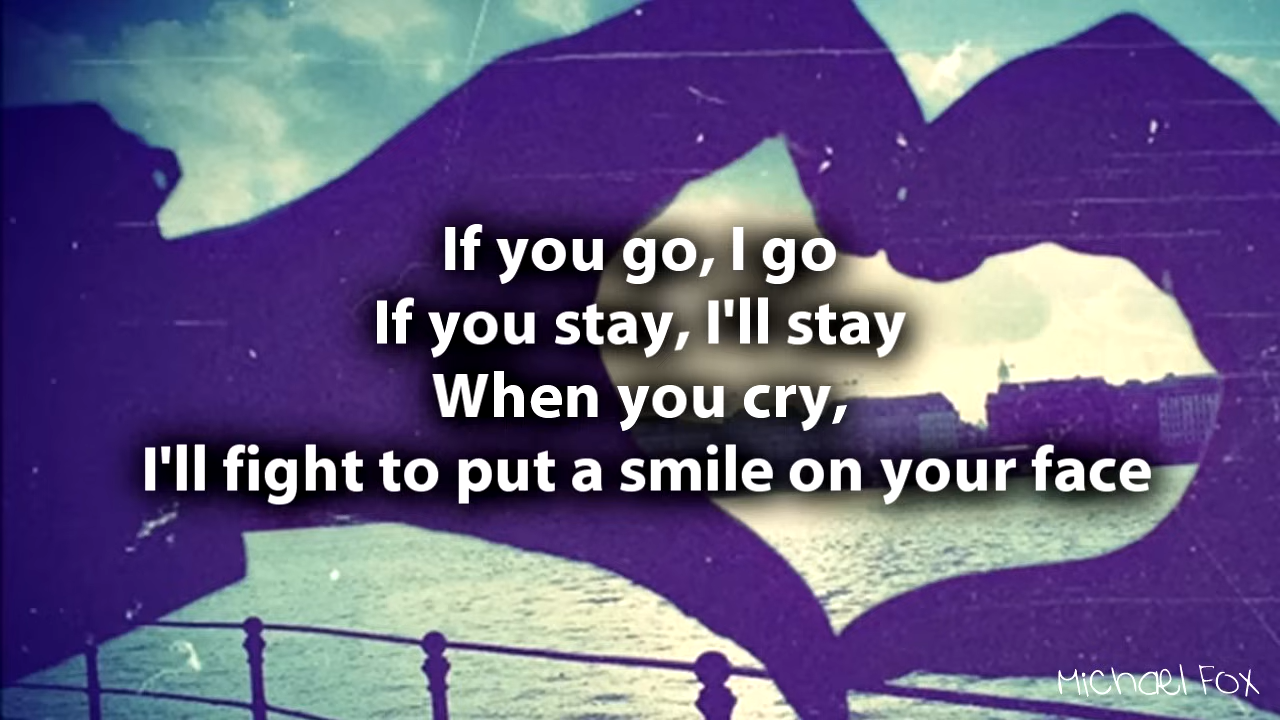 If you go, I go
If you stay, I'll stay
When you cry,
I'll fight to put a smile on your face
Michael Fox